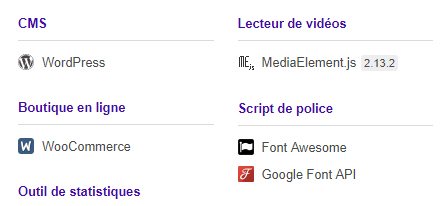 CMS
WordPress
Boutique en ligne
WooCommerce
Outil de statistiques
Lecteur de vidéos
MediaElement.js 2.13.2
Script de police
Font Awesome
Google Font API